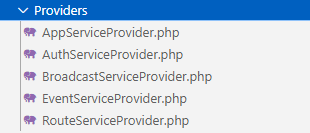 Providers
AppServiceProvider.php
AuthServiceProvider.php
BroadcastServiceProvider.php
EventServiceProvider.php
RouteServiceProvider.php